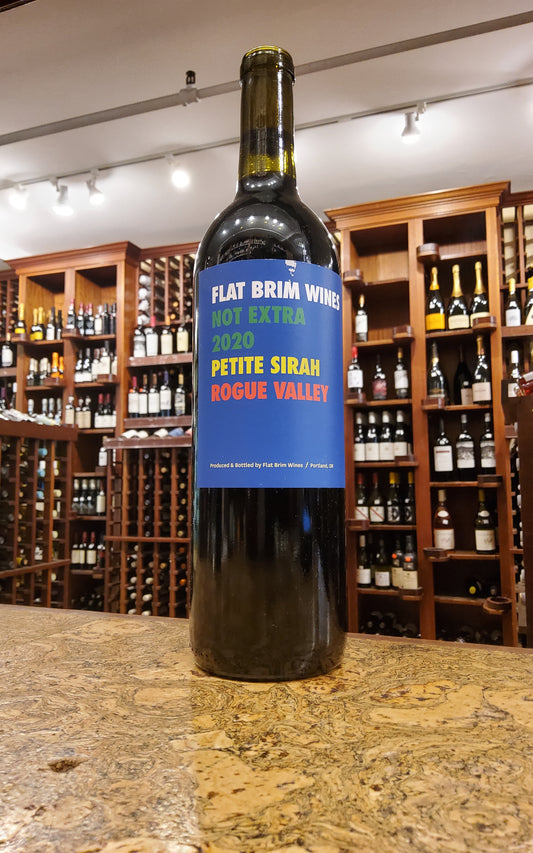 FLAT BRIM WINES
NOT EXTRA
2020
PETITE SIRAH
ROGUE VALLEY
Produced & Bottled by Flat Brim Wines / Portland, OR